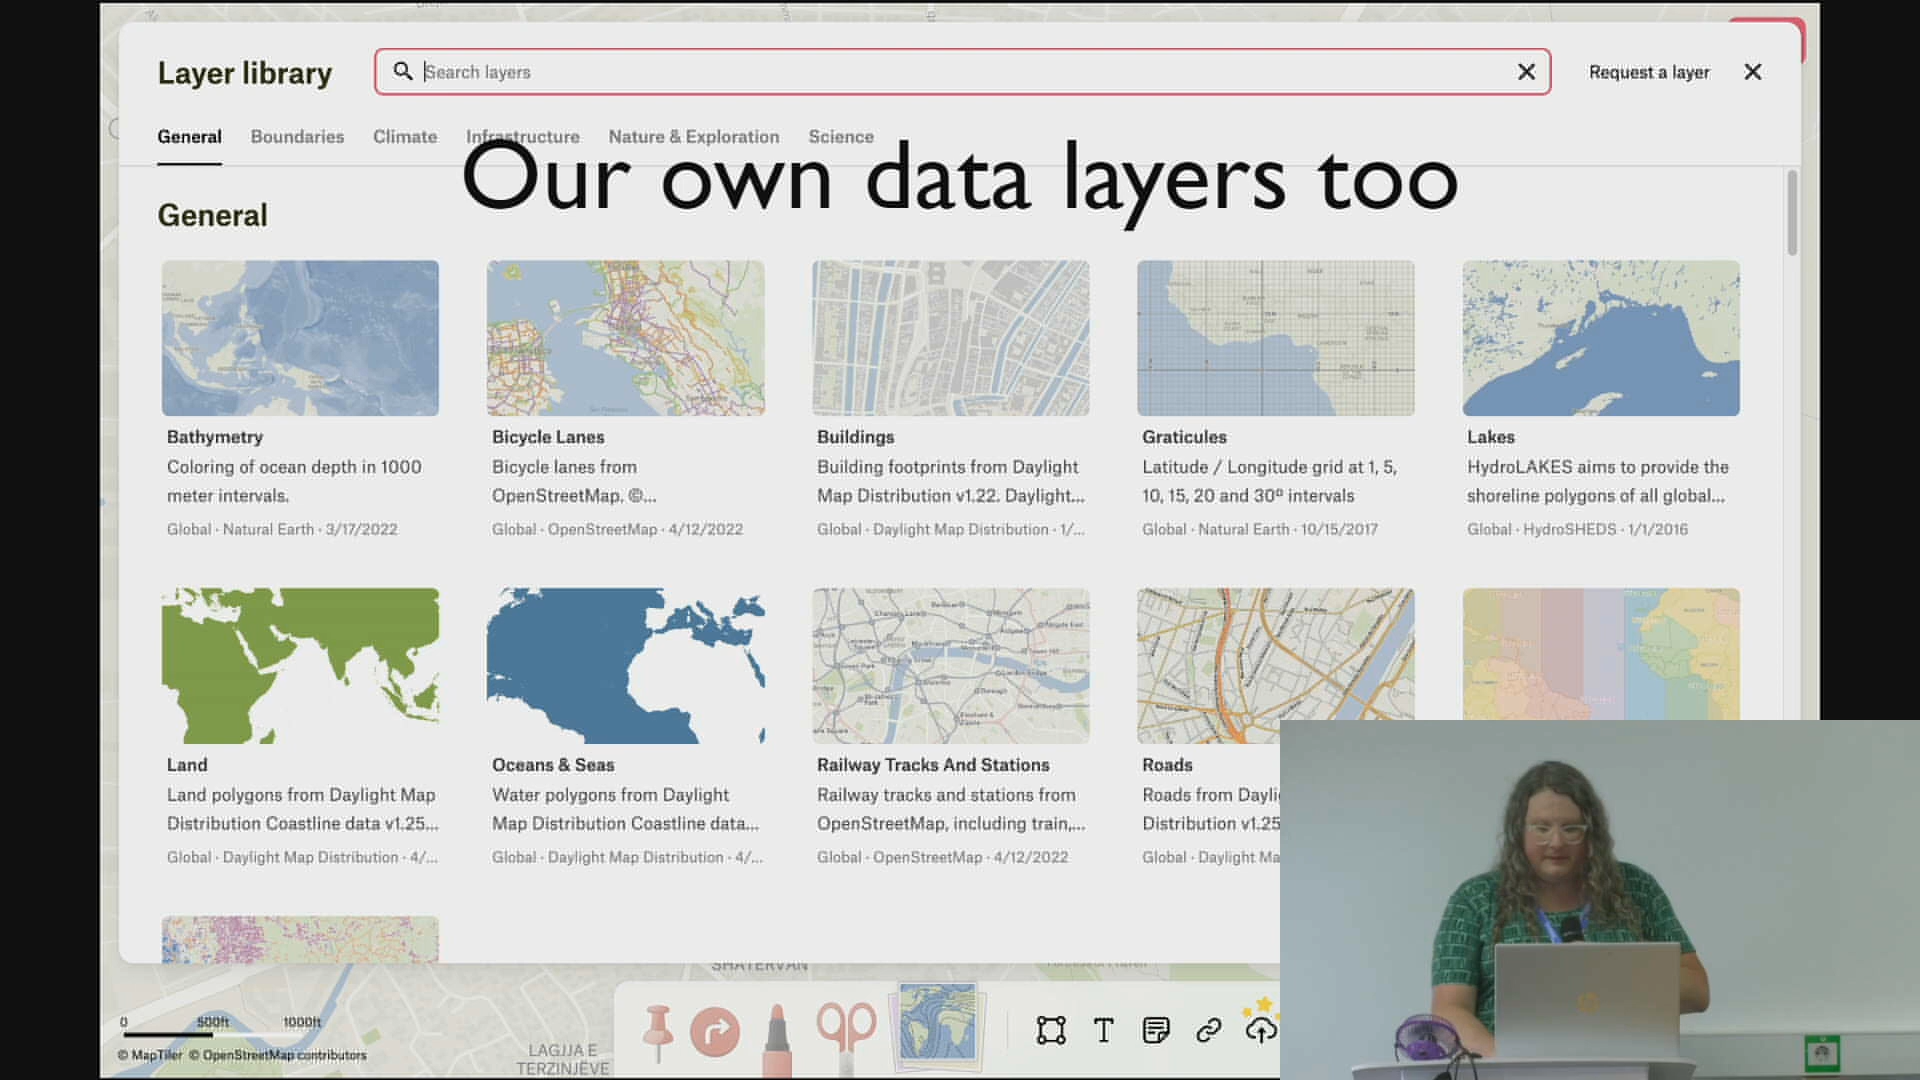 Layer library
Search layers
Request a layer
General Boundaries Climate Infrastructure Nature & Exploration Science
Our own data layers too
General
Bathymetry
Coloring of ocean depth in 1000
meter intervals.
Global · Natural Earth · 3/17/2022
Bicycle Lanes
Bicycle lanes from
OpenStreetMap. ©...
Global · OpenStreetMap · 4/12/2022
Buildings
Building footprints from Daylight
Map Distribution v1.22. Daylight...
Global · Daylight Map Distribution · 1/...
Graticules
Latitude / Longitude grid at 1, 5,
10, 15, 20 and 30º intervals
Global · Natural Earth · 10/15/2017
Lakes
HydroLAKES aims to provide the
shoreline polygons of all global...
Global · HydroSHEDS · 1/1/2016
Land
Land polygons from Daylight Map
Distribution Coastline data v1.25...
Global · Daylight Map Distribution · 4/...
Oceans & Seas
Water polygons from Daylight
Map Distribution Coastline data...
Global · Daylight Map Distribution · 4/...
Railway Tracks And Stations
Railway tracks and stations from
OpenStreetMap, including train,...
Global · OpenStreetMap · 4/12/2022
Roads
Roads from Dayli
Distribution v1.25
Global · Daylight Ma
SHATERVAN
0 500ft 1000ft
© MapTiler © OpenStreetMap contributors
LAGJJA E
TERZINJËVE
T